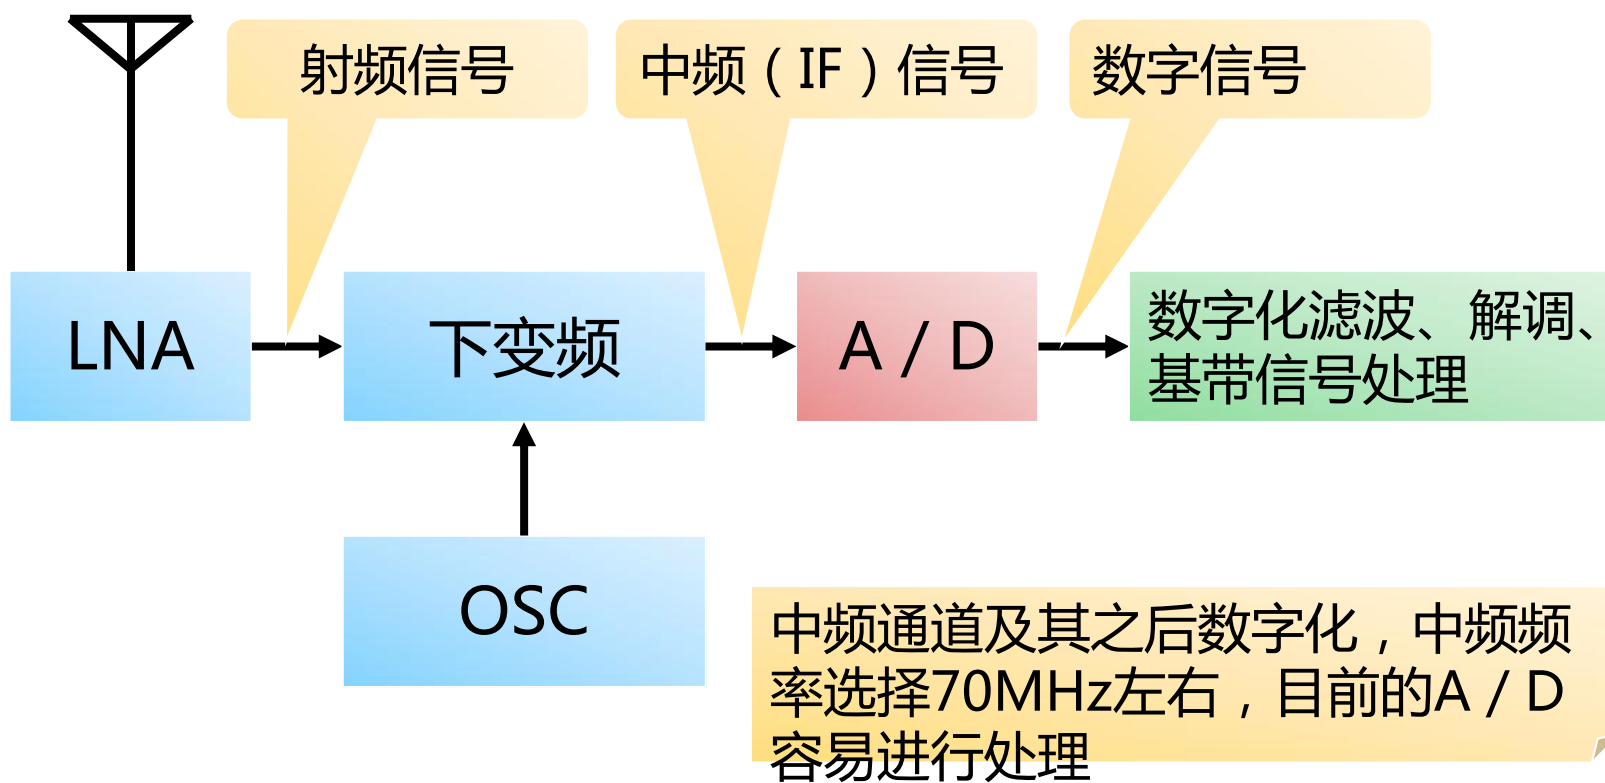 射频信号
中频（IF）信号
数字信号
LNA
下变频
A / D
数字化滤波、解调、
基带信号处理
OSC
中频通道及其之后数字化，中频频
率选择70MHz左右，目前的A / D
容易进行处理